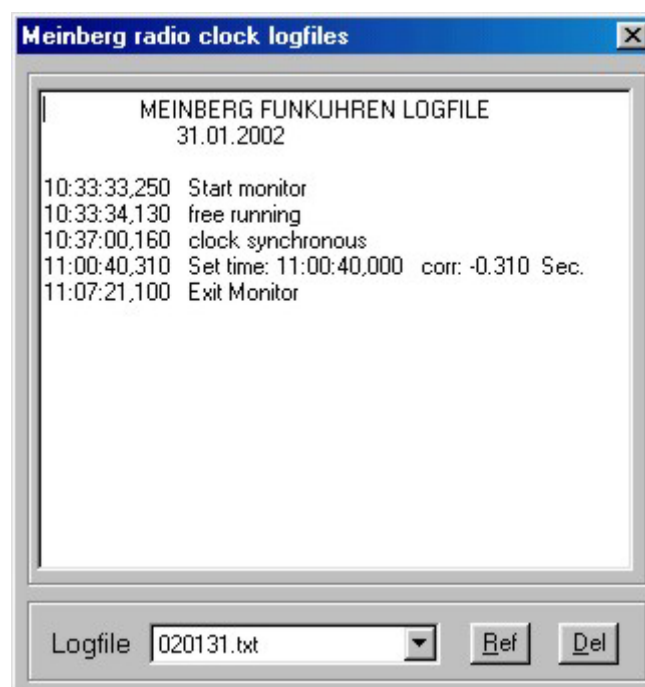 Meinberg radio clock logfiles
MEINBERG FUNKUHREN LOGFILE
31.01.2002
10:33:33,250 Start monitor
10:33:34,130 free running
10:37:00,160 clock synchronous
11:00:40,310 Set time: 11:00:40,000 corr: -0.310 Sec.
11:07:21,100 Exit Monitor
Logfile 020131.txt Ref Del